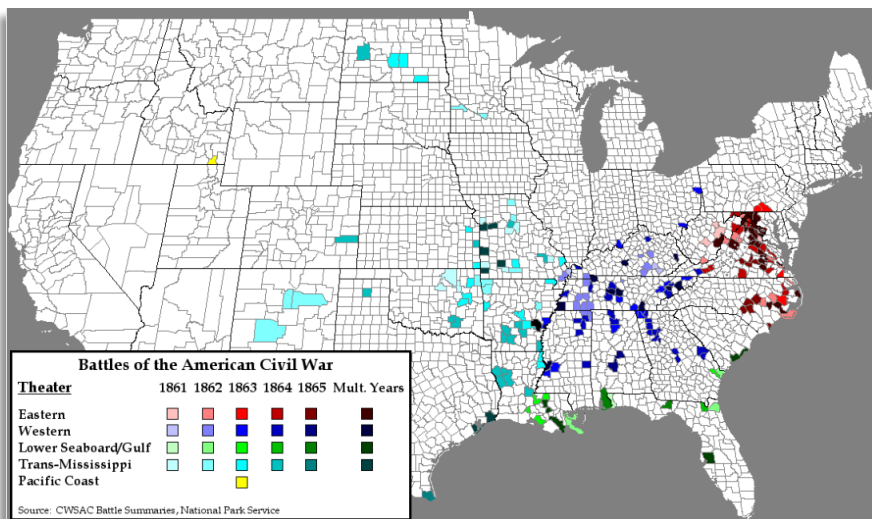 Battles of the American Civil War
Theater 1861 1862 1863 1864 1865 Mult. Years
Eastern
Western
Lower Seaboard/Gulf
Trans-Mississippi
Pacific Coast
Source: CWSAC Battle Summaries, National Park Service